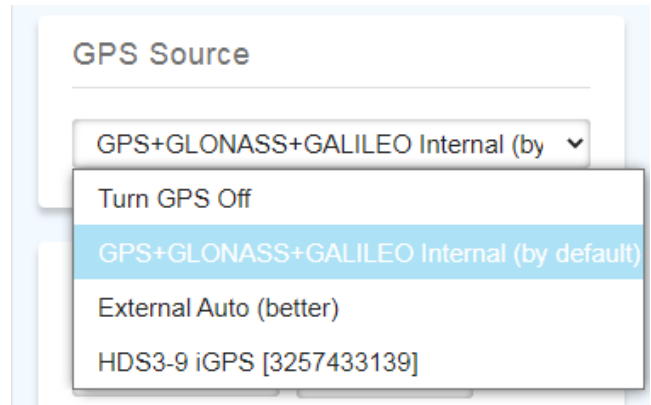 GPS Source
GPS+GLONASS+GALILEO Internal (by
Turn GPS Off
GPS+GLONASS+GALILEO Internal (by default)
External Auto (better)
HDS3-9 iGPS [3257433139]